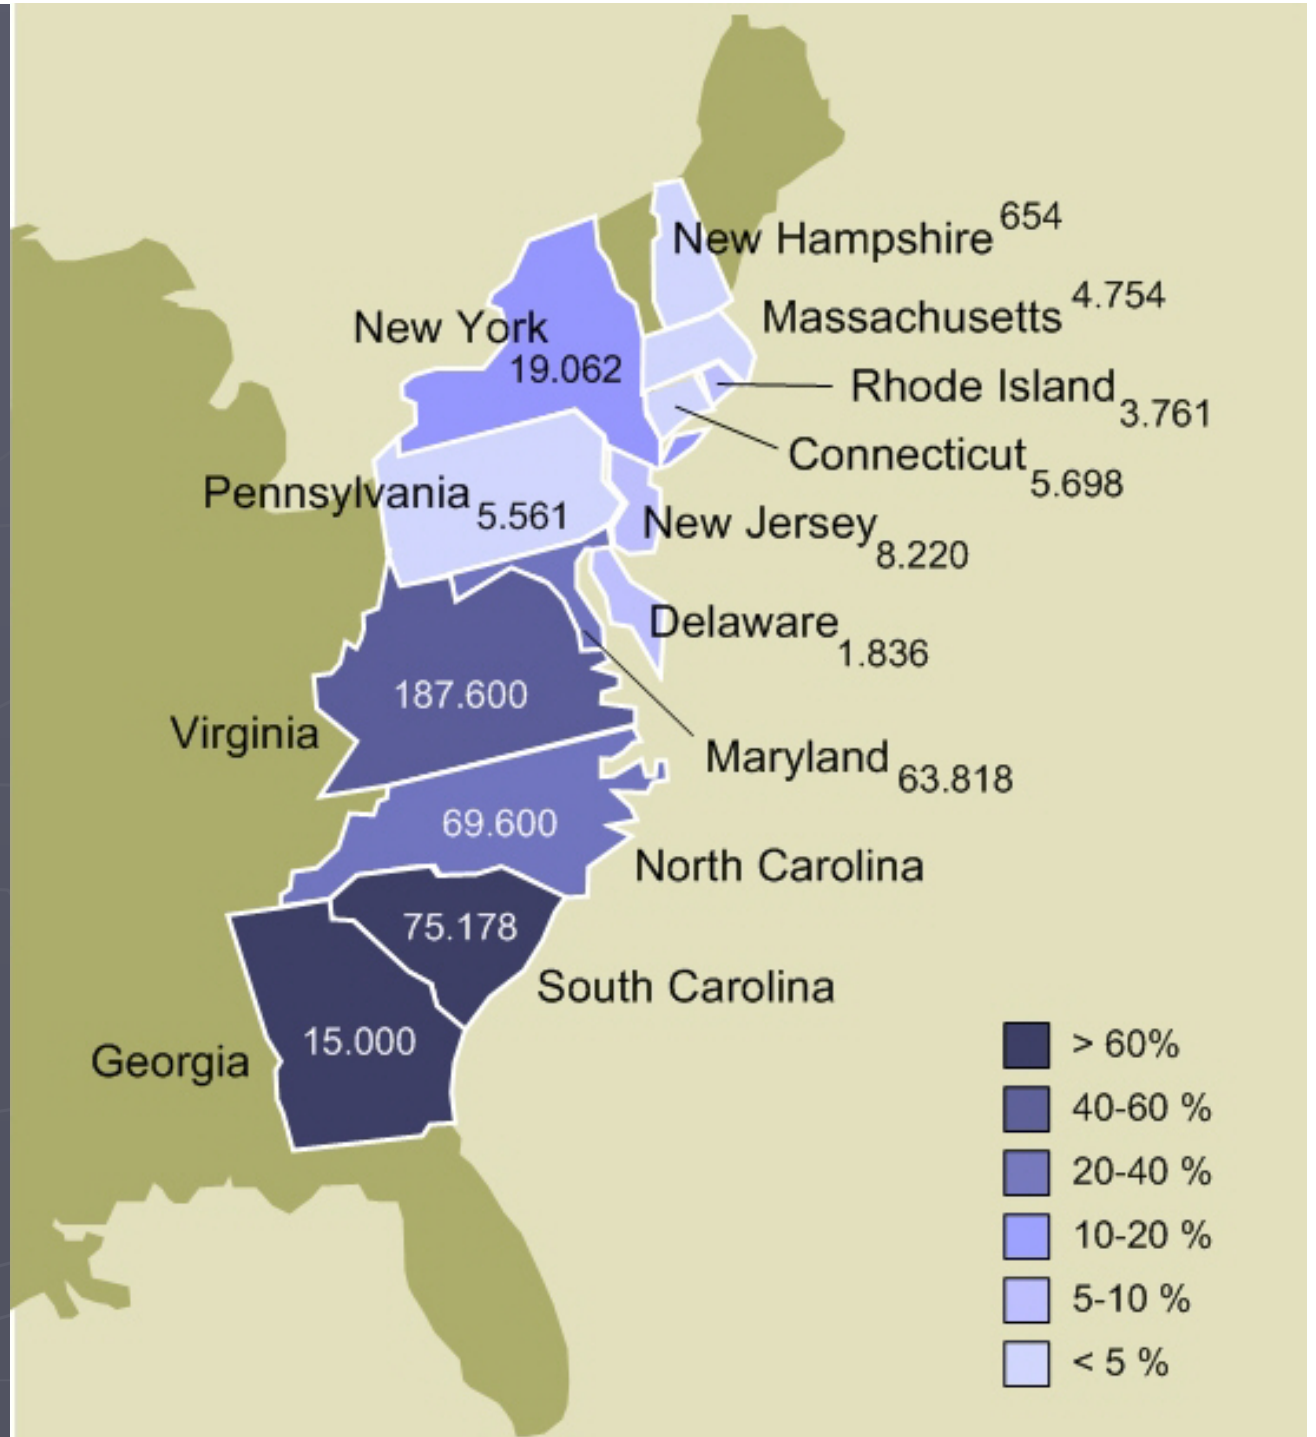 New Hampshire 654
Massachusetts 4.754
New York
19.062
Rhode Island 3.761
Connecticut 5.698
Pennsylvania 5.561
New Jersey 8.220
Delaware 1.836
187.600
Virginia
Maryland 63.818
69.600
North Carolina
75.178
South Carolina
15.000
Georgia
> 60%
40-60 %
20-40 %
10-20 %
5-10 %
< 5 %